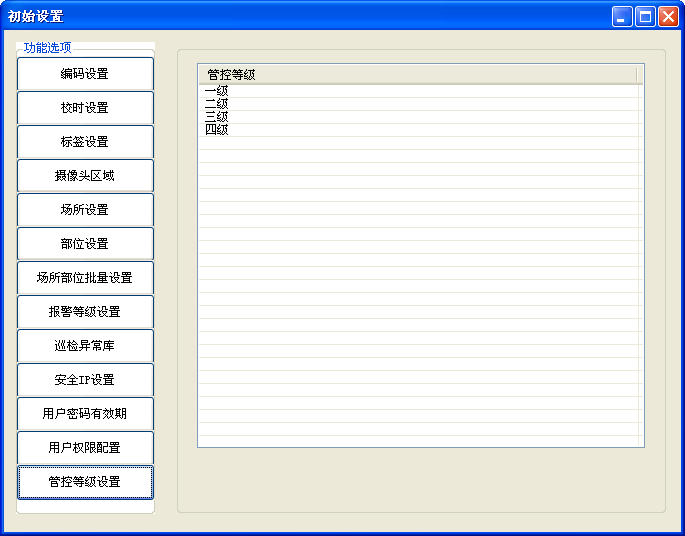 初始设置
功能选项
编码设置
校时设置
标签设置
摄像头区域
场所设置
部位设置
场所部位批量设置
报警等级设置
巡检异常库
安全IP设置
用户密码有效期
用户权限配置
管控等级设置
管控等级
一级
二级
三级
四级